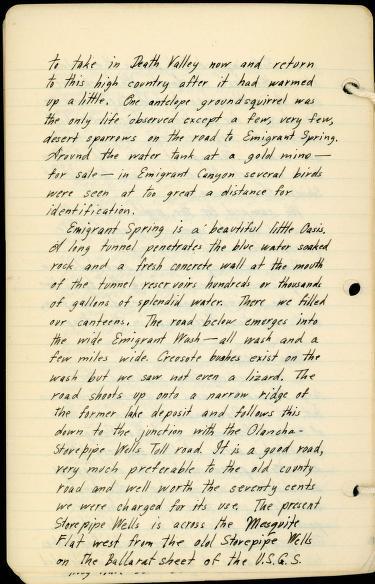 to take in Death Valley now and return
to this high country after it had warmed
up a little. One antelope groundsquirrel was
the only life observed except a few, very few,
desert sparrows on the road to Emigrant Spring.
Around the water tank at a gold mine—
for sale—in Emigrant Canyon several birds
were seen at too great a distance for
identification.
Emigrant Spring is a beautiful little Oasis.
A long tunnel penetrates the blue water soaked
rock and a fresh concrete wall at the mouth
of the tunnel reservoirs hundreds or thousands
of gallons of splendid water. There we filled
our canteens. The road below emerges into
the wide Emigrant Wash—all wash and a
few miles wide. Creosote bushes exist on the
wash but we saw not even a lizard. The
road shoots up onto a narrow ridge of
the former lake deposit and follows this
down to the junction with the Olancha-
Stovepipe Wells Toll road. It is a good road,
very much preferable to the old county
road and well worth the seventy cents
we were charged for its use. The present
Stovepipe Wells is across the Mesquite
Flat west from the old Stovepipe Wells
on the Ballarat sheet of the U.S.G.S.